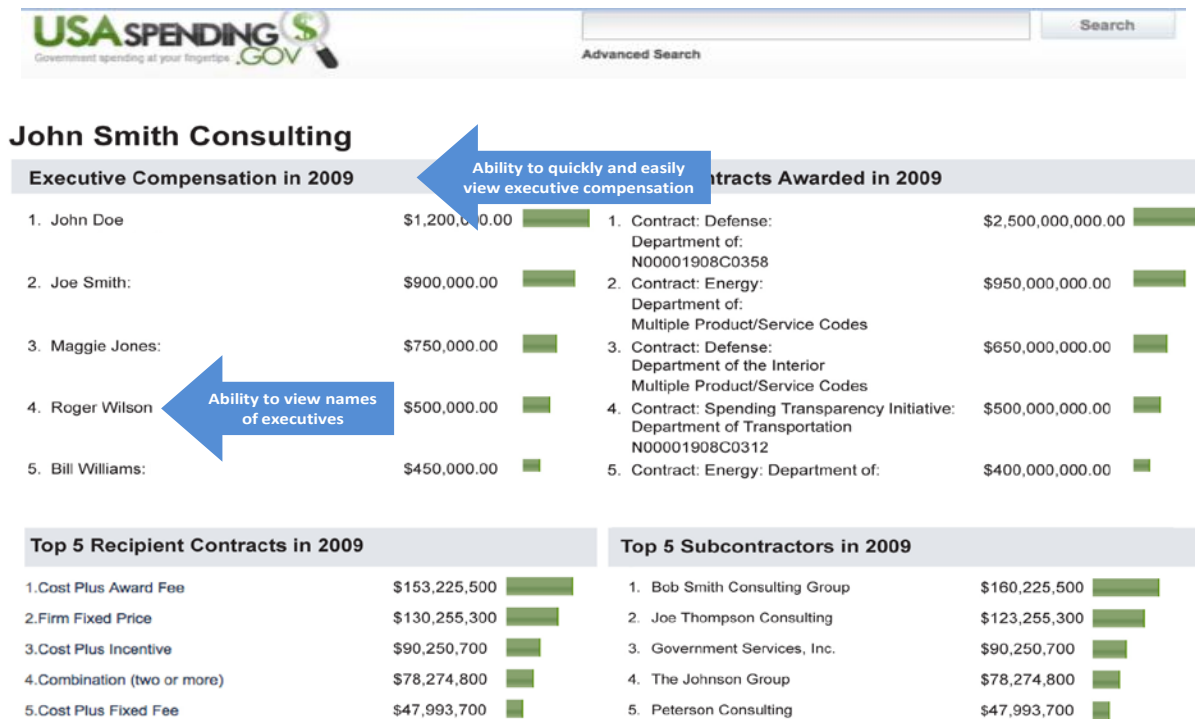 USASPENDING
.GOV
Government spending at your fingertips
Search
Advanced Search
John Smith Consulting
Executive Compensation in 2009
Ability to quickly and easily
view executive compensation
Awarded in 2009
1. John Doe $1,200,000.00
2. Joe Smith: $900,000.00
3. Maggie Jones: $750,000.00
4. Roger Wilson $500,000.00
Ability to view names
of executives
5. Bill Williams: $450,000.00
1. Contract: Defense: $2,500,000,000.00
Department of:
N00001908C0358
2. Contract: Energy: $950,000,000.00
Department of:
Multiple Product/Service Codes
3. Contract: Defense: $650,000,000.00
Department of the Interior
Multiple Product/Service Codes
4. Contract: Spending Transparency Initiative: $500,000,000.00
Department of Transportation
N00001908C0312
5. Contract: Energy: Department of: $400,000,000.00
Top 5 Recipient Contracts in 2009
1.Cost Plus Award Fee $153,225,500
2.Firm Fixed Price $130,255,300
3.Cost Plus Incentive $90,250,700
4.Combination (two or more) $78,274,800
5.Cost Plus Fixed Fee $47,993,700
Top 5 Subcontractors in 2009
1. Bob Smith Consulting Group $160,225,500
2. Joe Thompson Consulting $123,255,300
3. Government Services, Inc. $90,250,700
4. The Johnson Group $78,274,800
5. Peterson Consulting $47,993,700